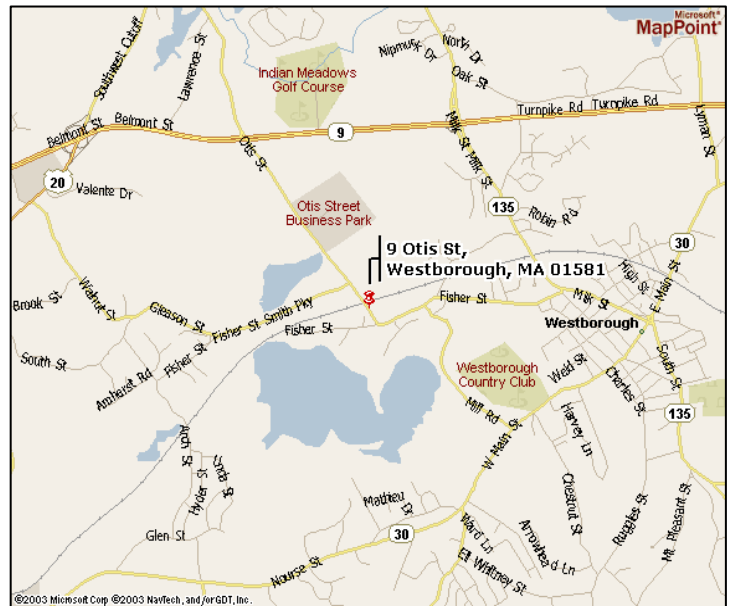 Microsoft®
MapPoint®
Southwest Cutoff
Lawrence St
Indian Meadows
Golf Course
Nipmuck Dr
North Dr
Oak St
Turnpike Rd
Turnpike Rd
Lyman St
Belmont St
Belmont St
9
Otis St
Milk St
Milk St
20
Valente Dr
Otis Street
Business Park
135
Robin Rd
30
9 Otis St,
Westborough, MA 01581
High St
E Main St
Brook St
Walnut St
Gleason St
Fisher St
Smith Pky
Fisher St
Fisher St
Milk St
Westborough
South St
Amherst Rd
Fisher St
Westborough
Country Club
Weld St
Charles St
South St
135
Mill Rd
W Main St
Harvey Ln
Arch St
Hyder St
Lynda St
Chestnut St
Ruggles St
Mt Pleasant St
Mathieu Dr
Glen St
30
Ward Ln
Arrowhead Ln
Eli Whitney St
Nourse St
©2003 Microsoft Corp ©2003 NavTech, and/or GDT, Inc.